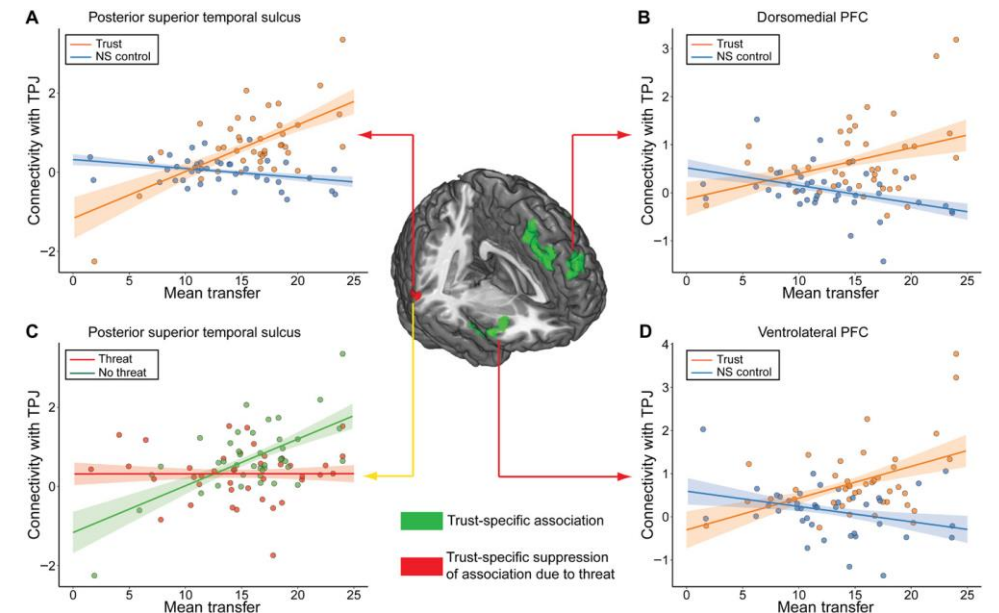 A
Posterior superior temporal sulcus
Trust
NS control
Connectivity with TPJ
2
0
−2
0 5 10 15 20 25
Mean transfer
B
Dorsomedial PFC
Trust
NS control
Connectivity with TPJ
3
2
1
0
−1
0 5 10 15 20 25
Mean transfer
C
Posterior superior temporal sulcus
Threat
No threat
Connectivity with TPJ
2
0
−2
0 5 10 15 20 25
Mean transfer
Trust-specific association
Trust-specific suppression
of association due to threat
D
Ventrolateral PFC
Trust
NS control
Connectivity with TPJ
4
3
2
1
0
−1
0 5 10 15 20 25
Mean transfer